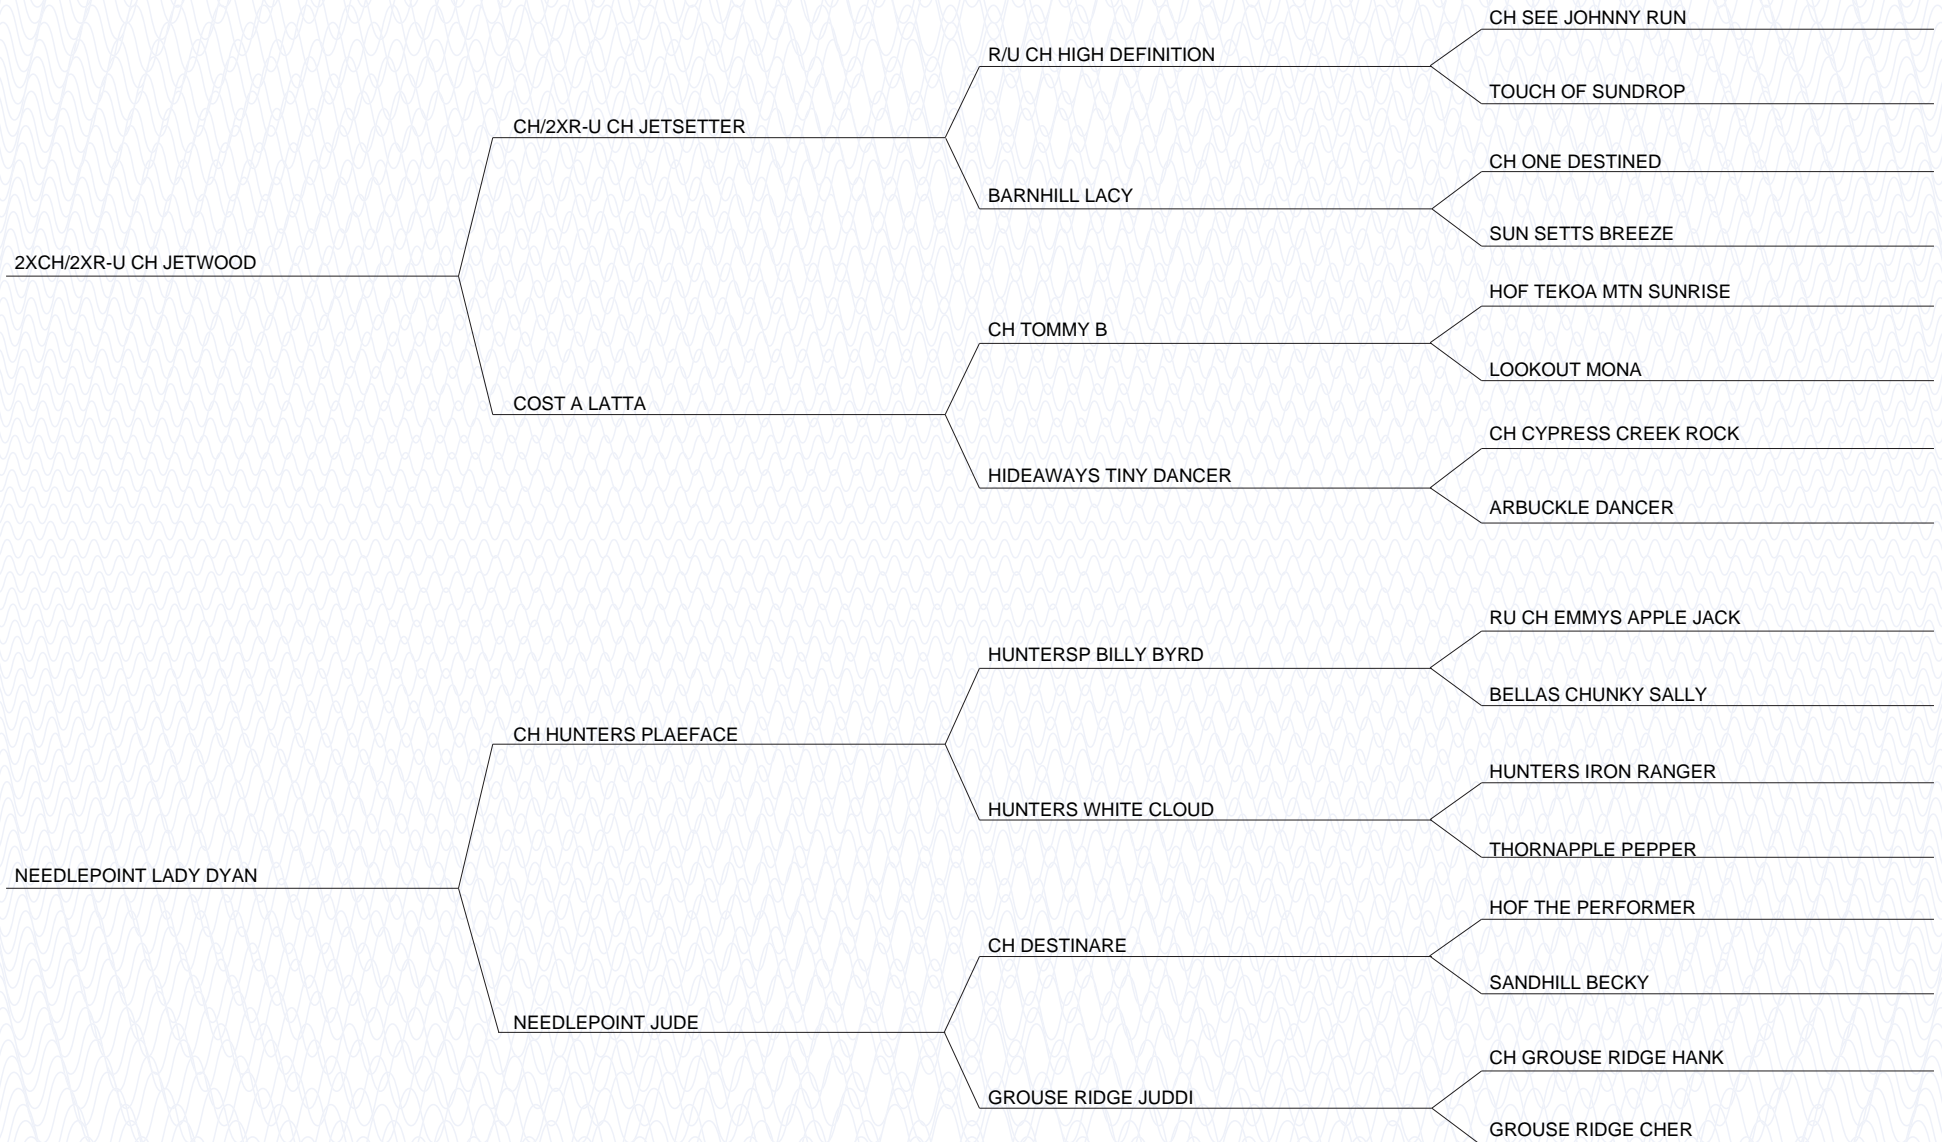 CH SEE JOHNNY RUN
R/U CH HIGH DEFINITION
TOUCH OF SUNDROP
CH/2XR-U CH JETSETTER
CH ONE DESTINED
BARNHILL LACY
SUN SETTS BREEZE
2XCH/2XR-U CH JETWOOD
HOF TEKOA MTN SUNRISE
CH TOMMY B
LOOKOUT MONA
COST A LATTA
CH CYPRESS CREEK ROCK
HIDEAWAYS TINY DANCER
ARBUCKLE DANCER
RU CH EMMYS APPLE JACK
HUNTERSP BILLY BYRD
BELLAS CHUNKY SALLY
CH HUNTERS PLAEFACE
HUNTERS IRON RANGER
HUNTERS WHITE CLOUD
THORNAPPLE PEPPER
NEEDLEPOINT LADY DYAN
HOF THE PERFORMER
CH DESTINARE
SANDHILL BECKY
NEEDLEPOINT JUDE
CH GROUSE RIDGE HANK
GROUSE RIDGE JUDDI
GROUSE RIDGE CHER